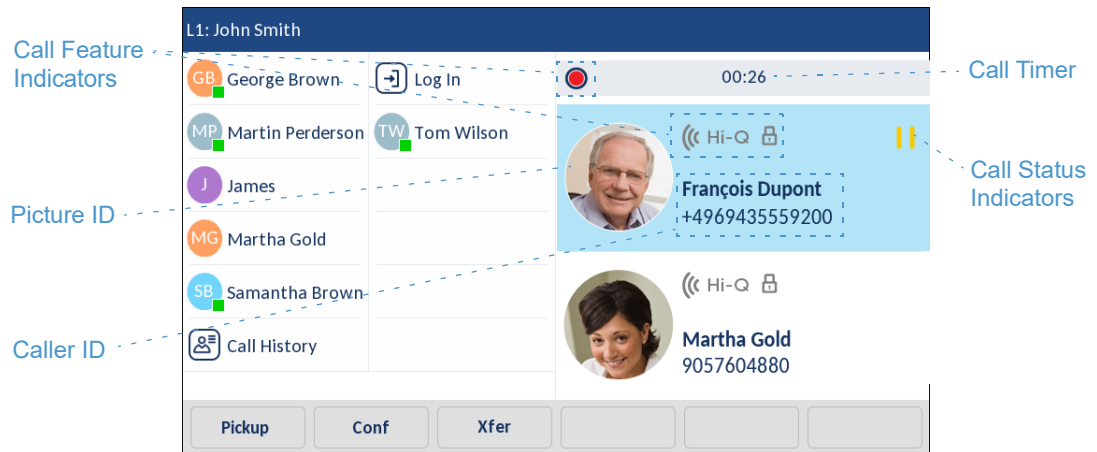 L1: John Smith
Call Feature
Indicators
GB George Brown
Log In
00:26
Call Timer
MP Martin Perderson
TW Tom Wilson
Hi-Q
Call Status
Indicators
J James
François Dupont
+4969435559200
Picture ID
MG Martha Gold
SB Samantha Brown
Hi-Q
Caller ID
Call History
Martha Gold
9057604880
Pickup
Conf
Xfer